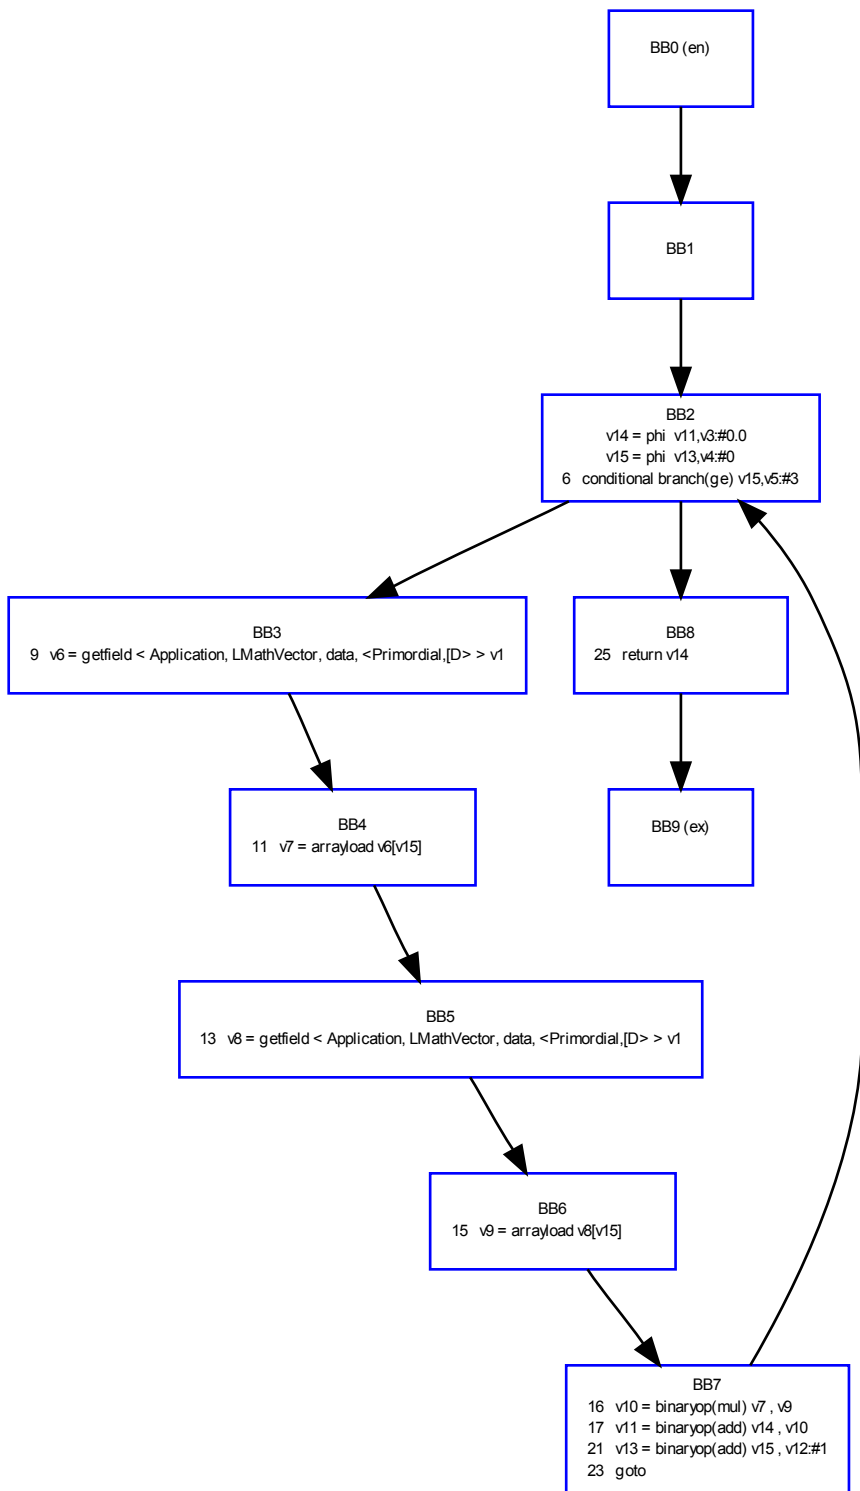 BB0 (en)
BB1
BB2
v14 = phi v11,v3:#0.0
v15 = phi v13,v4:#0
6 conditional branch(ge) v15,v5:#3
BB3
9 v6 = getfield < Application, LMathVector, data, <Primordial,[D> > v1
BB8
25 return v14
BB4
11 v7 = arrayload v6[v15]
BB9 (ex)
BB5
13 v8 = getfield < Application, LMathVector, data, <Primordial,[D> > v1
BB6
15 v9 = arrayload v8[v15]
BB7
16 v10 = binaryop(mul) v7 , v9
17 v11 = binaryop(add) v14 , v10
21 v13 = binaryop(add) v15 , v12:#1
23 goto